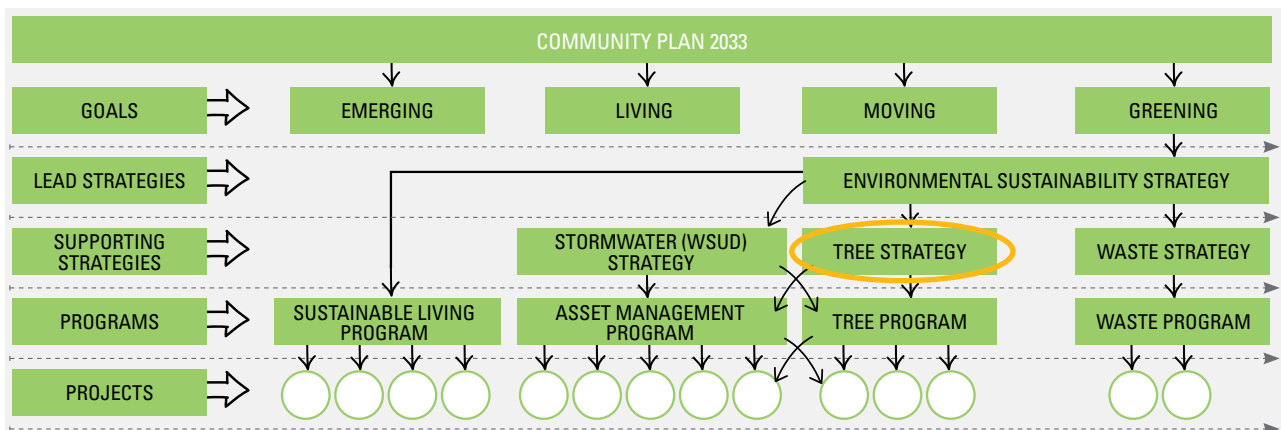 COMMUNITY PLAN 2033
GOALS
EMERGING
LIVING
MOVING
GREENING
LEAD STRATEGIES
ENVIRONMENTAL SUSTAINABILITY STRATEGY
SUPPORTING
STRATEGIES
STORMWATER (WSUD)
STRATEGY
TREE STRATEGY
WASTE STRATEGY
PROGRAMS
SUSTAINABLE LIVING
PROGRAM
ASSET MANAGEMENT
PROGRAM
TREE PROGRAM
WASTE PROGRAM
PROJECTS